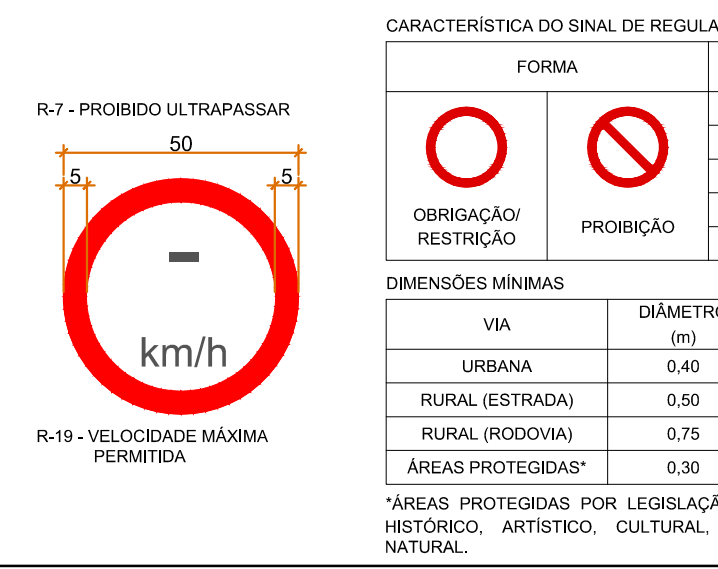 R-7 - PROIBIDO ULTRAPASSAR
50
5
5
-
km/h
R-19 - VELOCIDADE MÁXIMA
PERMITIDA
CARACTERÍSTICA DO SINAL DE REGULA
FORMA
OBRIGAÇÃO/
RESTRIÇÃO
PROIBIÇÃO
DIMENSÕES MÍNIMAS
VIA
DIÂMETRO
(m)
URBANA
0,40
RURAL (ESTRADA)
0,50
RURAL (RODOVIA)
0,75
ÁREAS PROTEGIDAS*
0,30
*ÁREAS PROTEGIDAS POR LEGISLAÇÃ
HISTÓRICO, ARTÍSTICO, CULTURAL,
NATURAL.